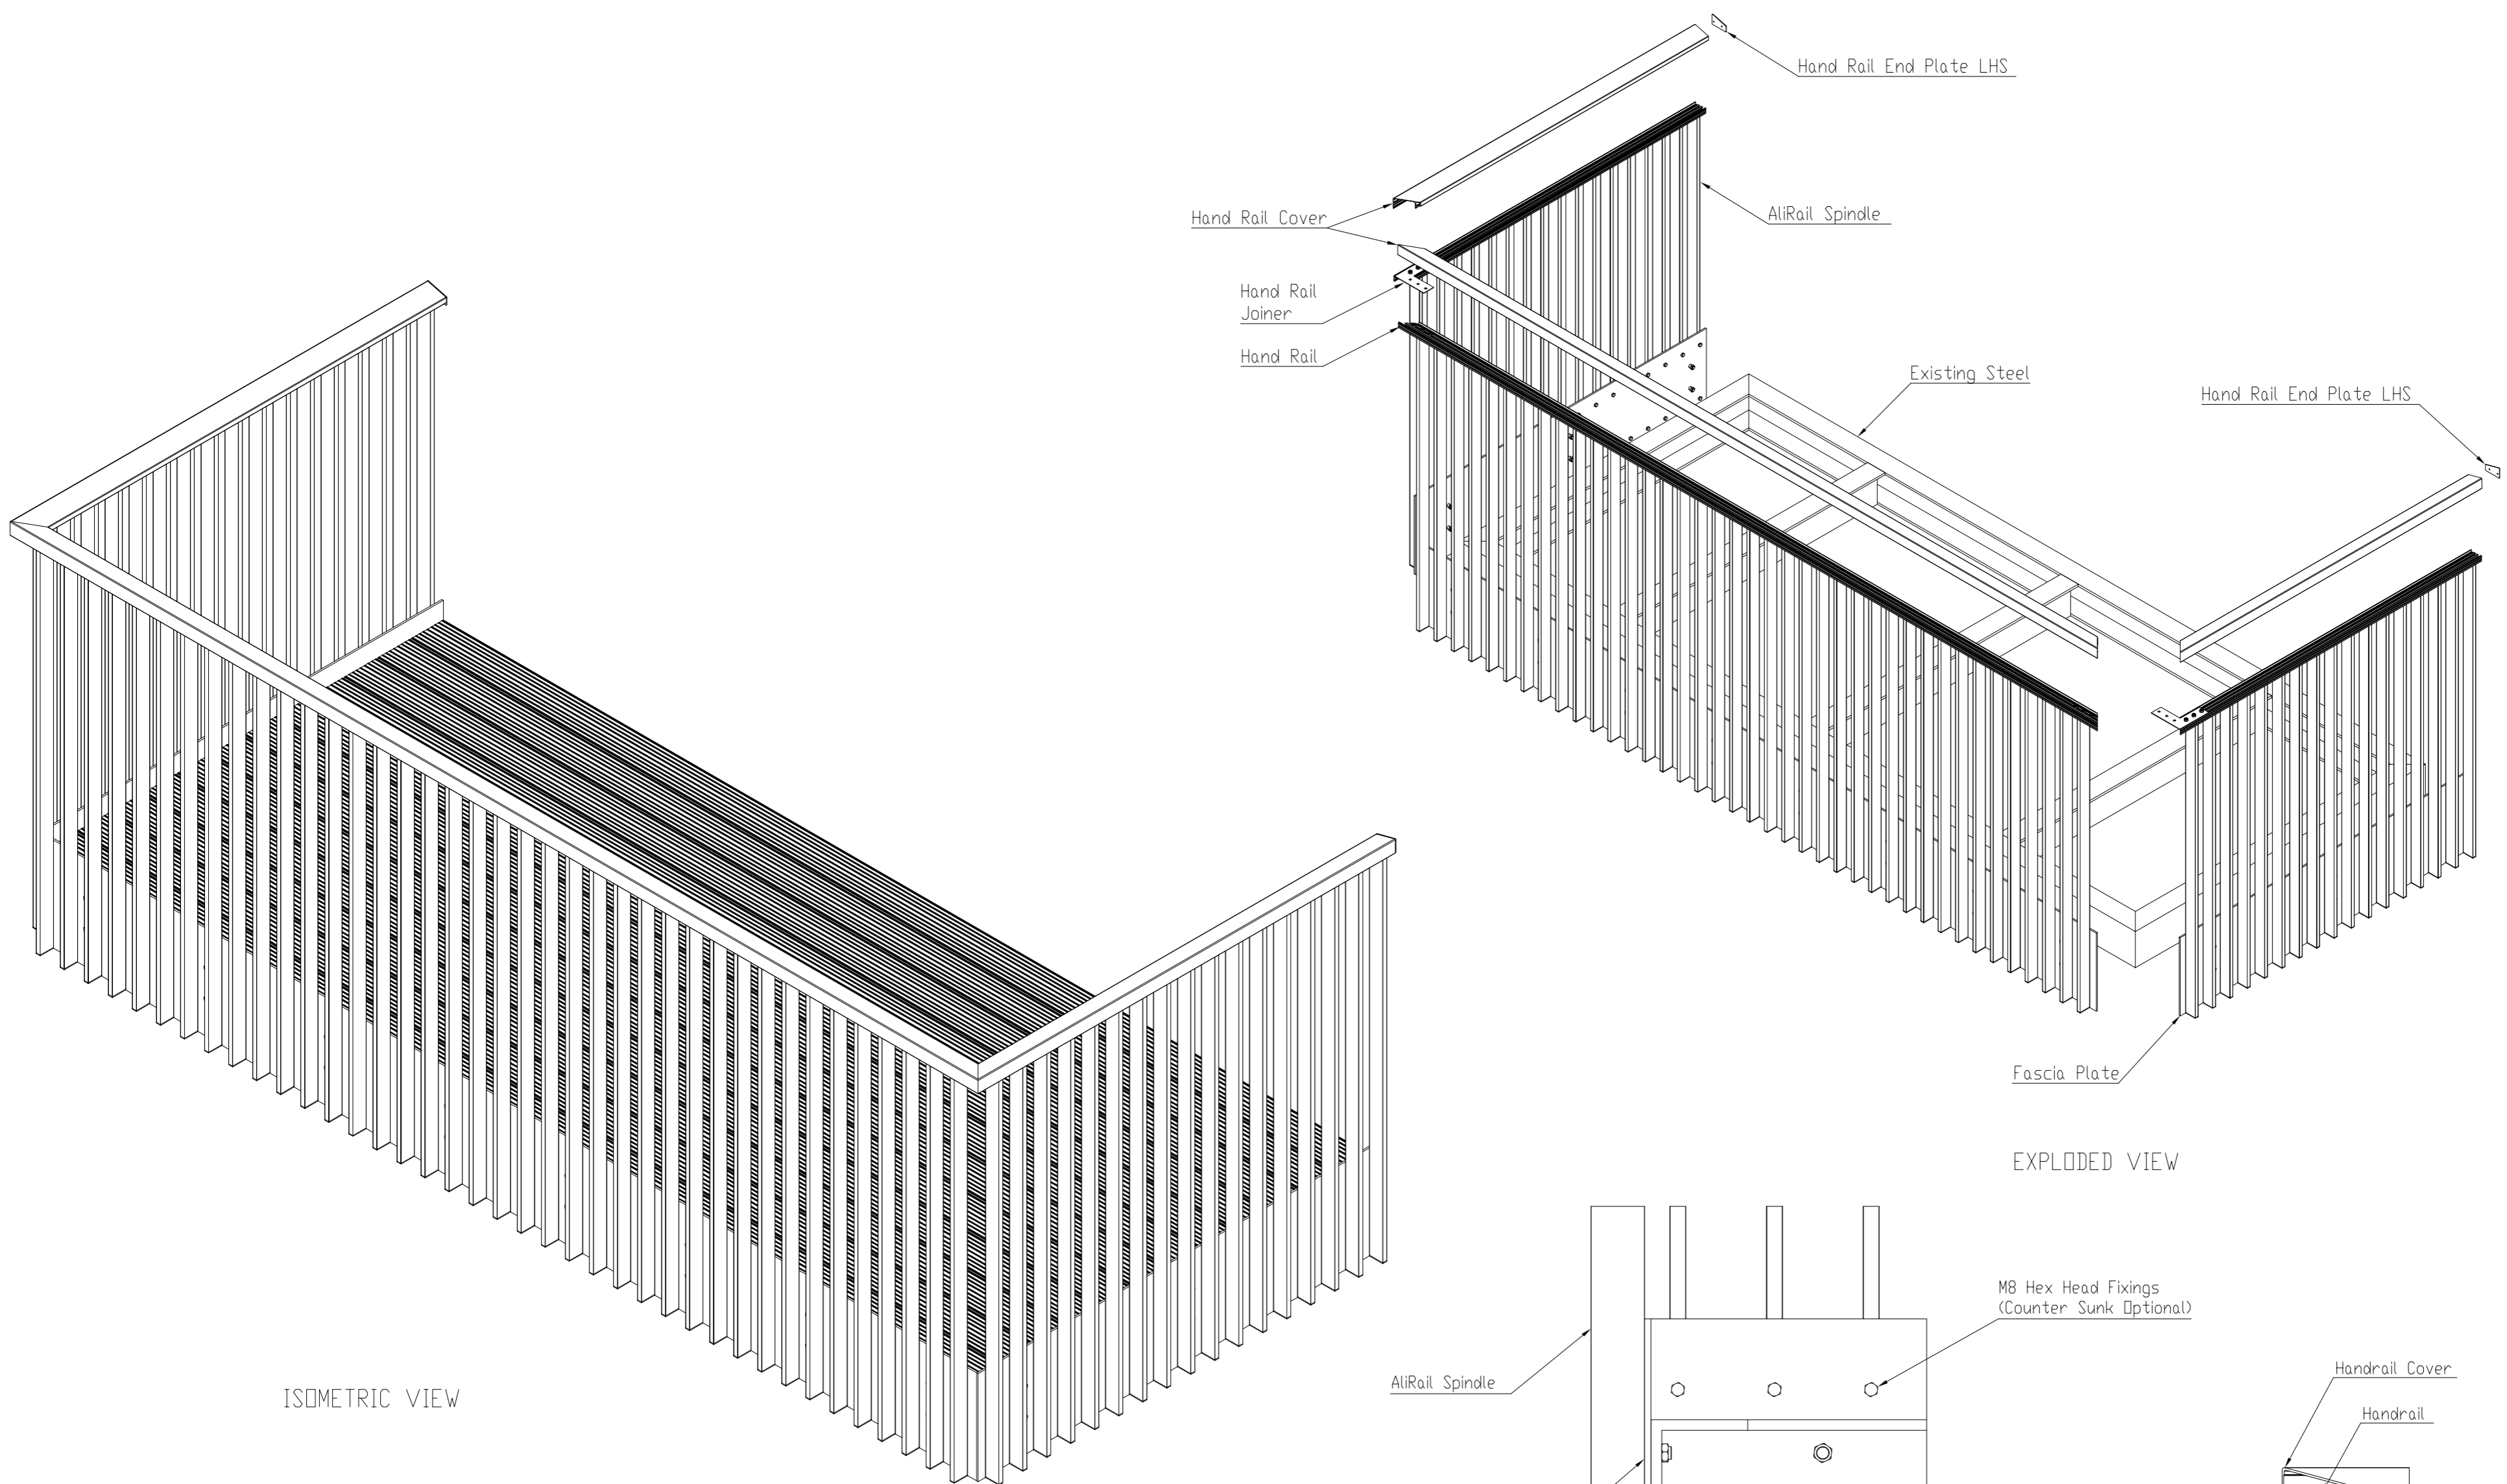 Hand Rail End Plate LHS
Hand Rail Cover
AliRail Spindle
Hand Rail
Joiner
Hand Rail
Existing Steel
Hand Rail End Plate LHS
Fascia Plate
EXPLODED VIEW
M8 Hex Head Fixings
(Counter Sunk Optional)
AliRail Spindle
Handrail Cover
Handrail
ISOMETRIC VIEW